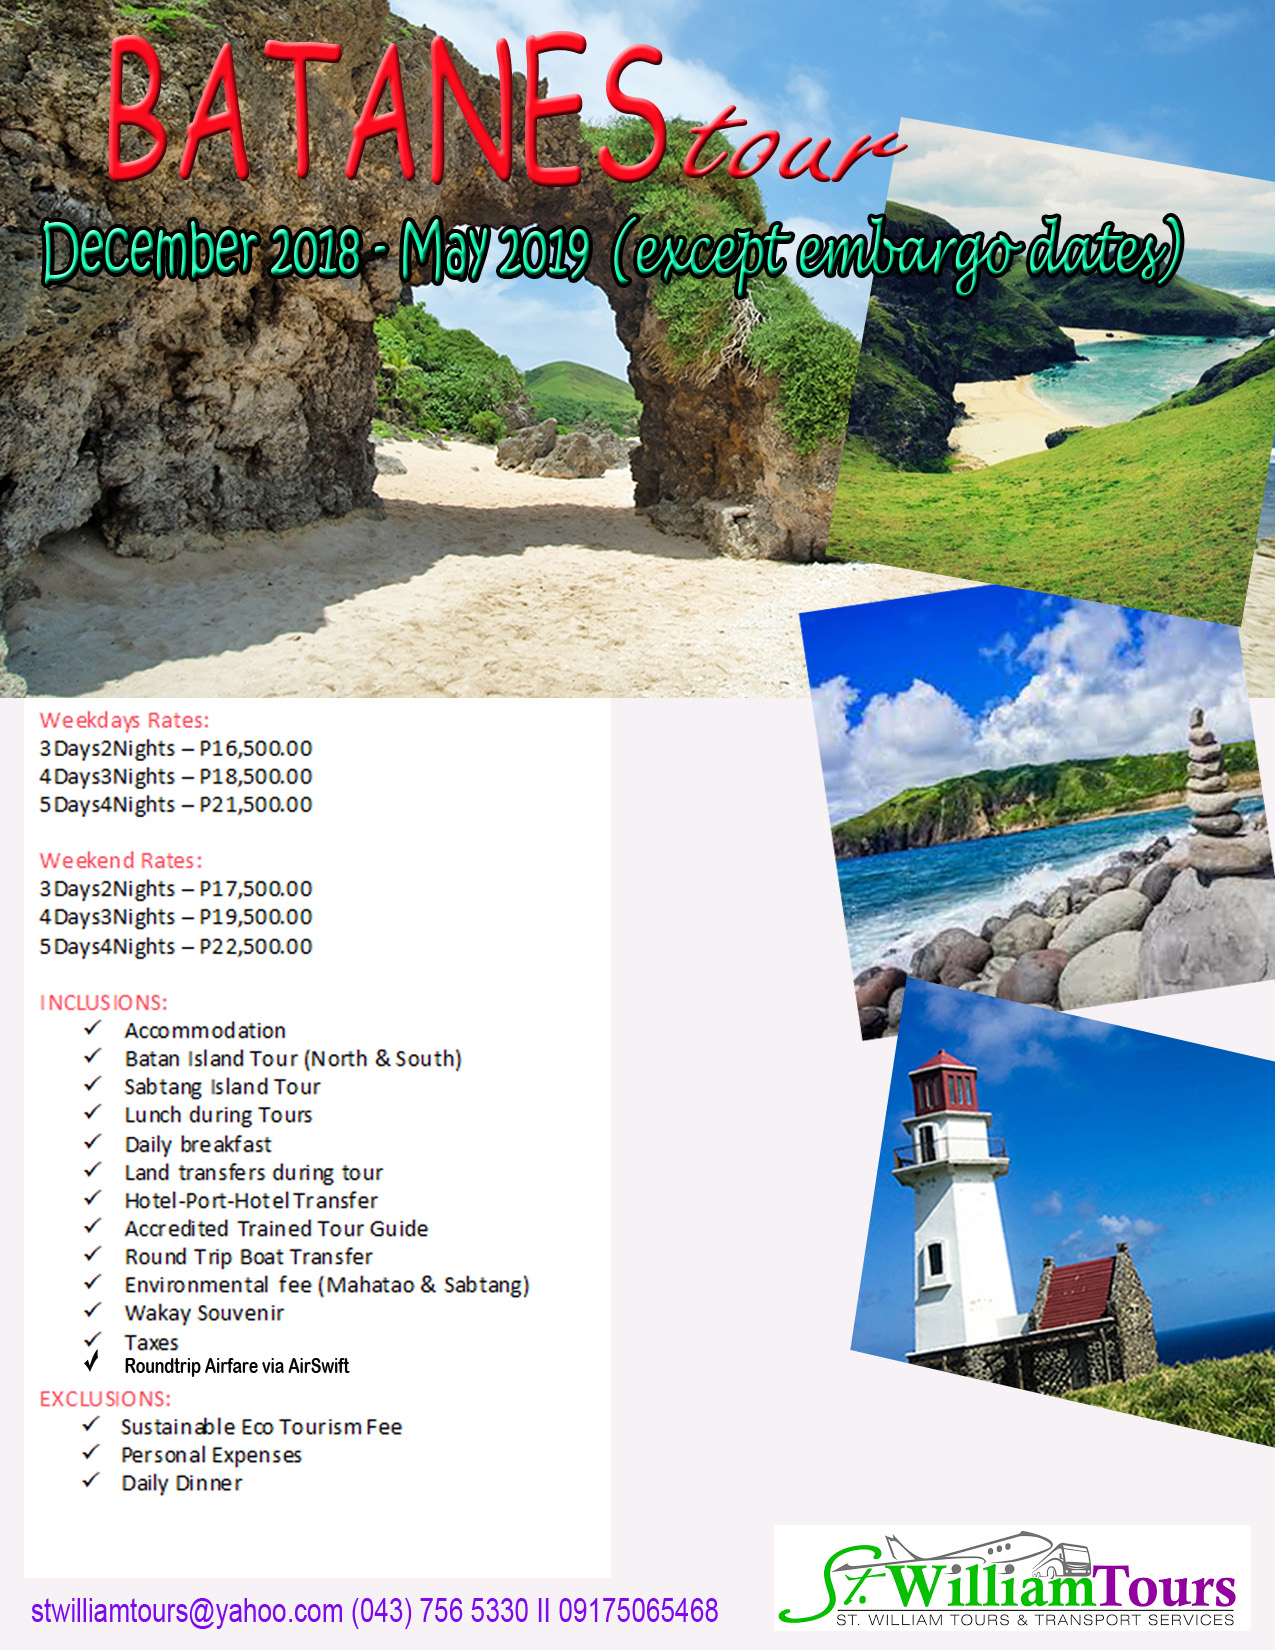 BATANES tour
December 2018 - May 2019 (except embargo dates)
Weekdays Rates:
3Days2Nights – P16,500.00
4Days3Nights – P18,500.00
5Days4Nights – P21,500.00
Weekend Rates:
3Days2Nights – P17,500.00
4Days3Nights – P19,500.00
5Days4Nights – P22,500.00
INCLUSIONS:
✓ Accommodation
✓ Batan Island Tour (North & South)
✓ Sabtang Island Tour
✓ Lunch during Tours
✓ Daily breakfast
✓ Land transfers during tour
✓ Hotel-Port-Hotel Transfer
✓ Accredited Trained Tour Guide
✓ Round Trip Boat Transfer
✓ Environmental fee (Mahatao & Sabtang)
✓ Wakay Souvenir
✓ Taxes
✓ Roundtrip Airfare via AirSwift
EXCLUSIONS:
✓ Sustainable Eco Tourism Fee
✓ Personal Expenses
✓ Daily Dinner
St. William Tours
ST. WILLIAM TOURS & TRANSPORT SERVICES
stwilliamtours@yahoo.com (043) 756 5330 II 09175065468